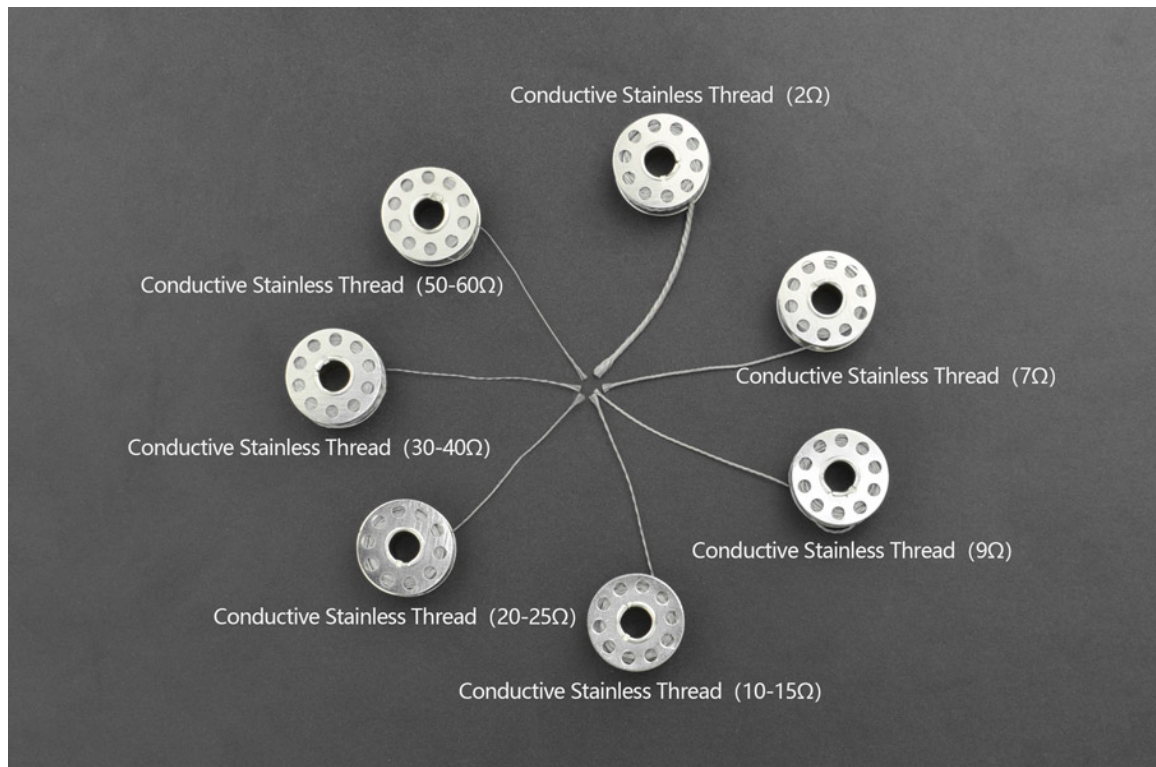 Conductive Stainless Thread（2Ω）
Conductive Stainless Thread（50-60Ω）
Conductive Stainless Thread（7Ω）
Conductive Stainless Thread（30-40Ω）
Conductive Stainless Thread（9Ω）
Conductive Stainless Thread（20-25Ω）
Conductive Stainless Thread（10-15Ω）